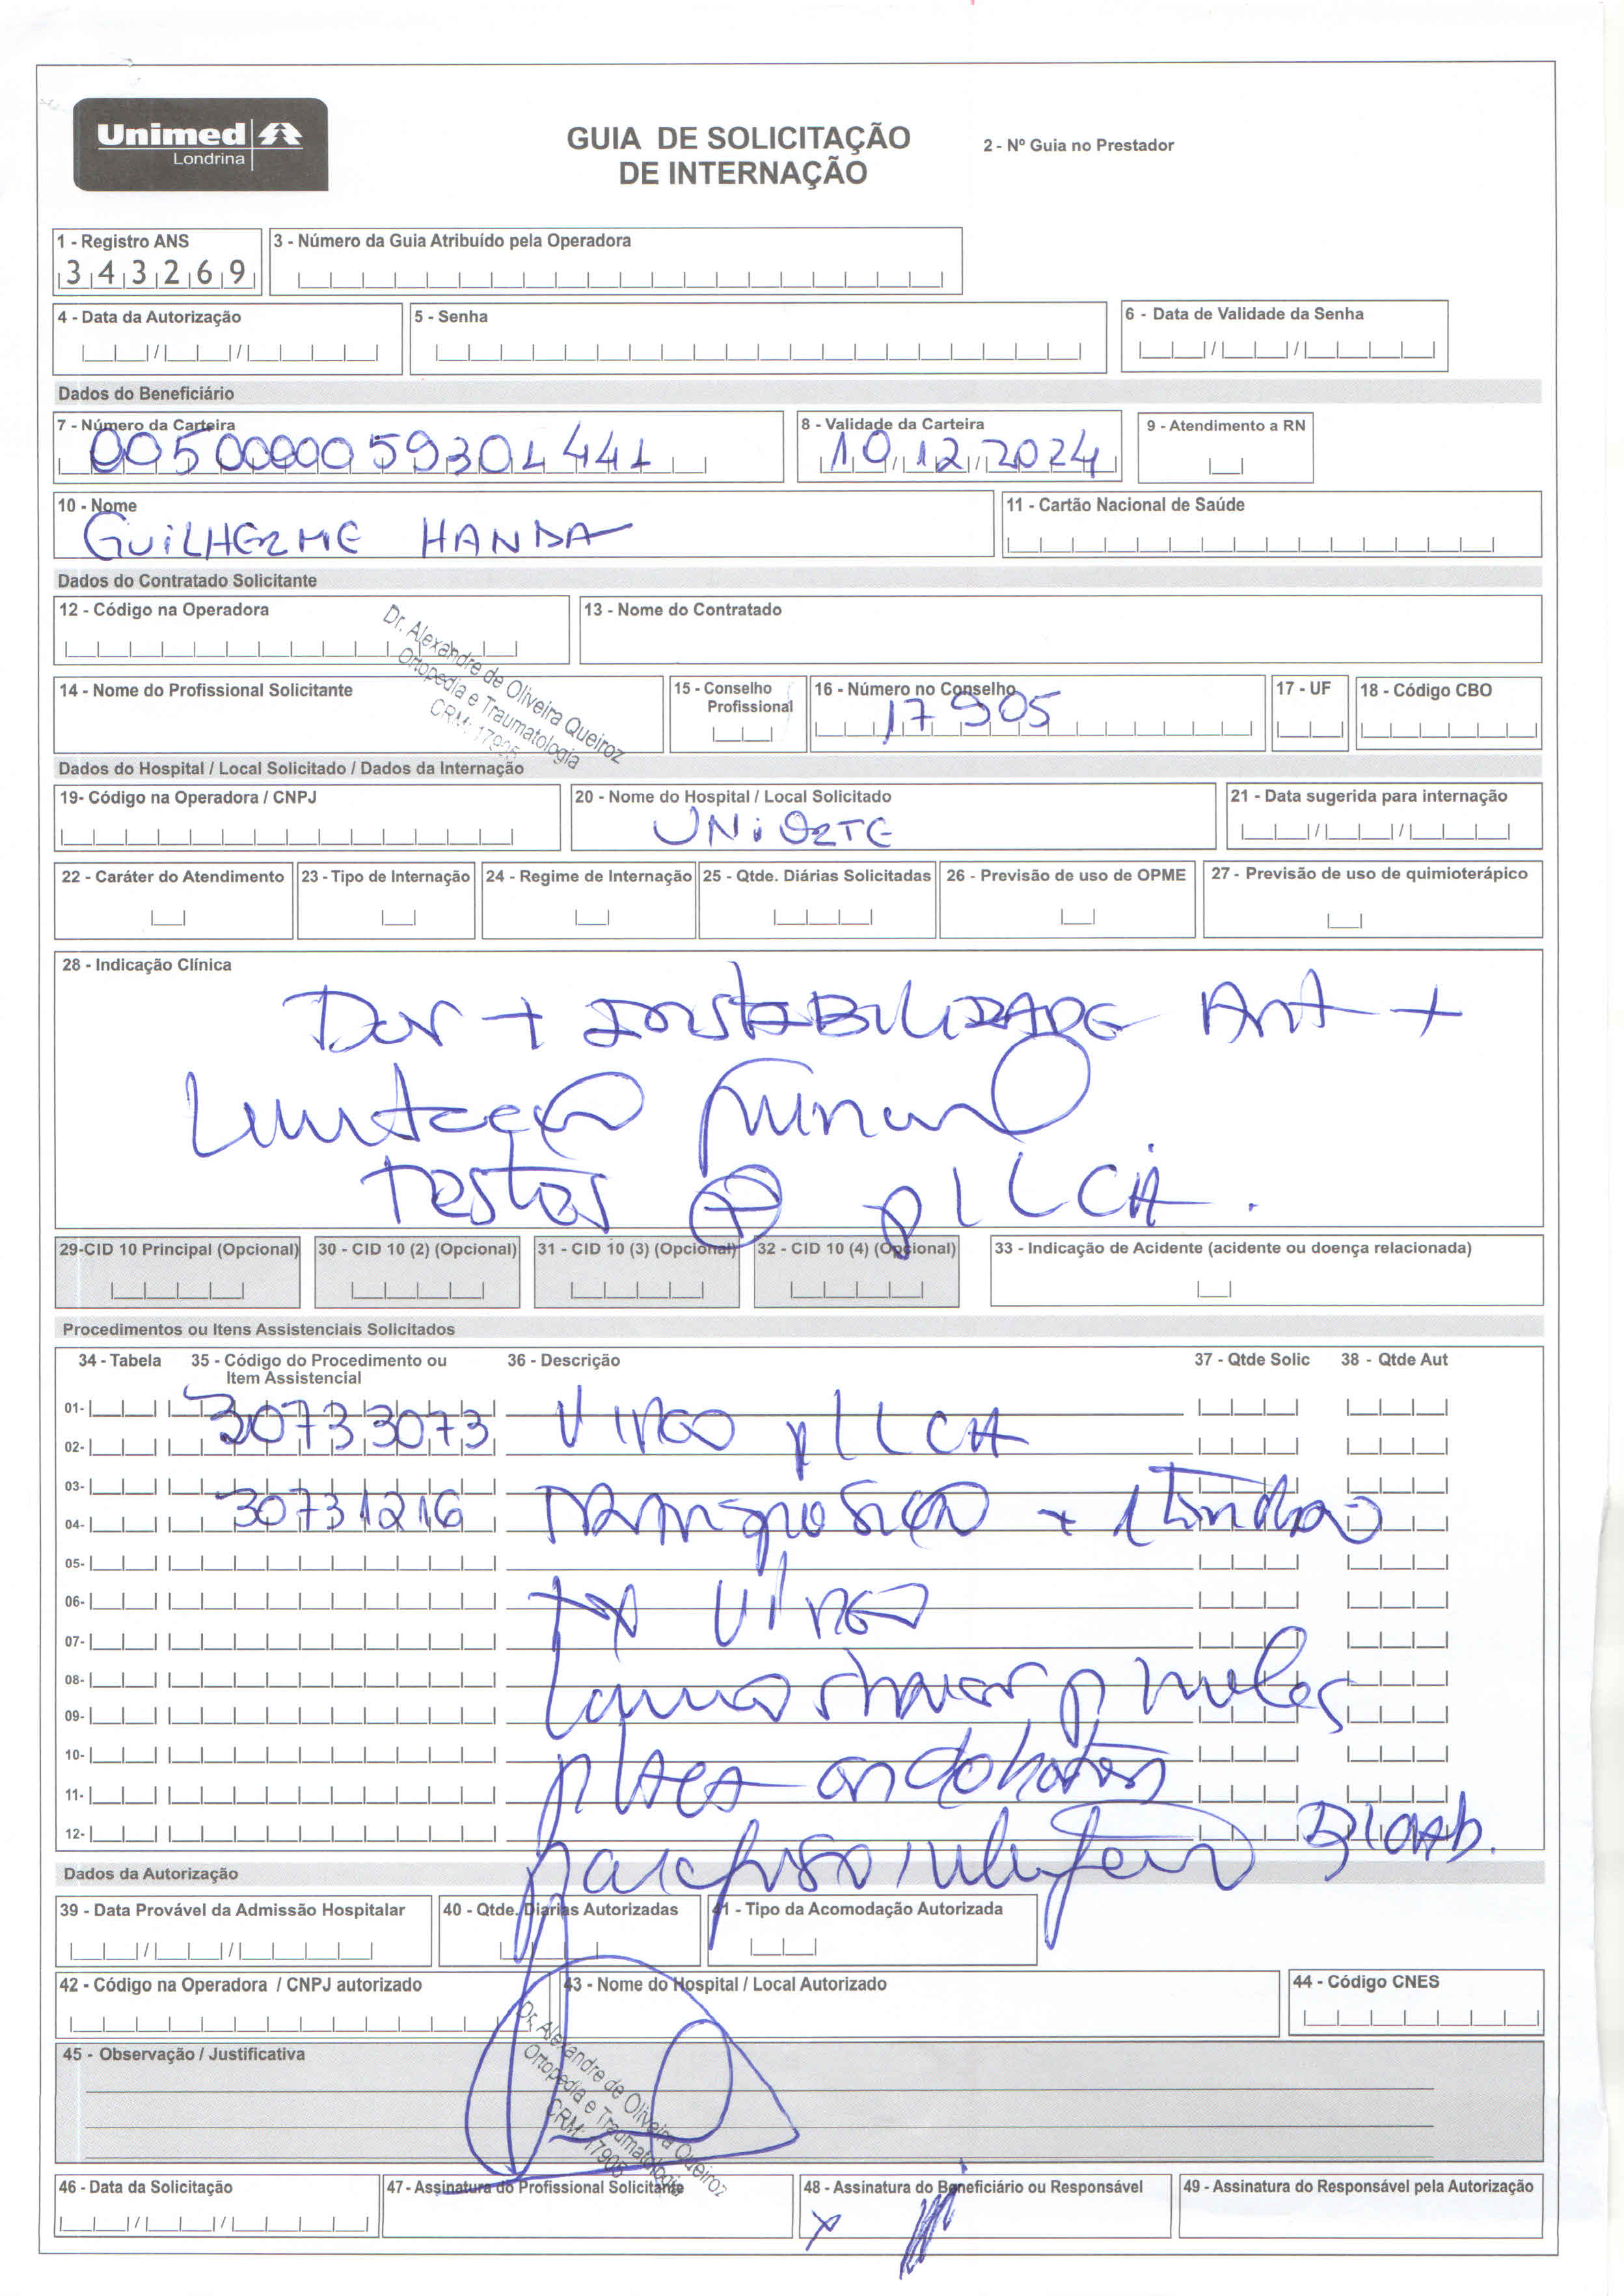 Unimed
Londrina
GUIA DE SOLICITAÇÃO
DE INTERNAÇÃO
2 - Nº Guia no Prestador
1 - Registro ANS
343269
3 - Número da Guia Atribuído pela Operadora
4 - Data da Autorização
5 - Senha
6 - Data de Validade da Senha
Dados do Beneficiário
7 - Número da Carteira
8 - Validade da Carteira
10/12/2024
9 - Atendimento a RN
10 - Nome
GUILHERME HANDA
11 - Cartão Nacional de Saúde
Dados do Contratado Solicitante
12 - Código na Operadora
13 - Nome do Contratado
Dr. Alexandre de Oliveira Queiroz
Ortopedia e Traumatologia
CRM: 17905
14 - Nome do Profissional Solicitante
15 - Conselho Profissional
16 - Número no Conselho
17905
17 - UF
18 - Código CBO
Dados do Hospital / Local Solicitado / Dados da Internação
19- Código na Operadora / CNPJ
20 - Nome do Hospital / Local Solicitado
UNIORTE
21 - Data sugerida para internação
22 - Caráter do Atendimento
23 - Tipo de Internação
24 - Regime de Internação
25 - Qtde. Diárias Solicitadas
26 - Previsão de uso de OPME
27 - Previsão de uso de quimioterápico
28 - Indicação Clínica
Dor + INSTABILIDADE Ant +
Limitação
Testes ⊕ p/ LCA.
29-CID 10 Principal (Opcional)
30 - CID 10 (2) (Opcional)
31 - CID 10 (3) (Opcional)
32 - CID 10 (4) (Opcional)
33 - Indicação de Acidente (acidente ou doença relacionada)
Procedimentos ou Itens Assistenciais Solicitados
34 - Tabela
35 - Código do Procedimento ou Item Assistencial
36 - Descrição
37 - Qtde Solic
38 - Qtde Aut
01-
02-
30733073 VIDEO p/ LCA
03-
04-
30731216 TRANSPOSIÇÃO + 1 Tendão
05-
06-
VIDEO
07-
08-
09-
10-
placa
11-
12-
parafuso
Dados da Autorização
39 - Data Provável da Admissão Hospitalar
40 - Qtde. Diárias Autorizadas
41 - Tipo da Acomodação Autorizada
42 - Código na Operadora / CNPJ autorizado
43 - Nome do Hospital / Local Autorizado
44 - Código CNES
45 - Observação / Justificativa
Dr. Alexandre de Oliveira Queiroz
Ortopedia e Traumatologia
CRM: 17905
46 - Data da Solicitação
47 - Assinatura do Profissional Solicitante
48 - Assinatura do Beneficiário ou Responsável
x
49 - Assinatura do Responsável pela Autorização